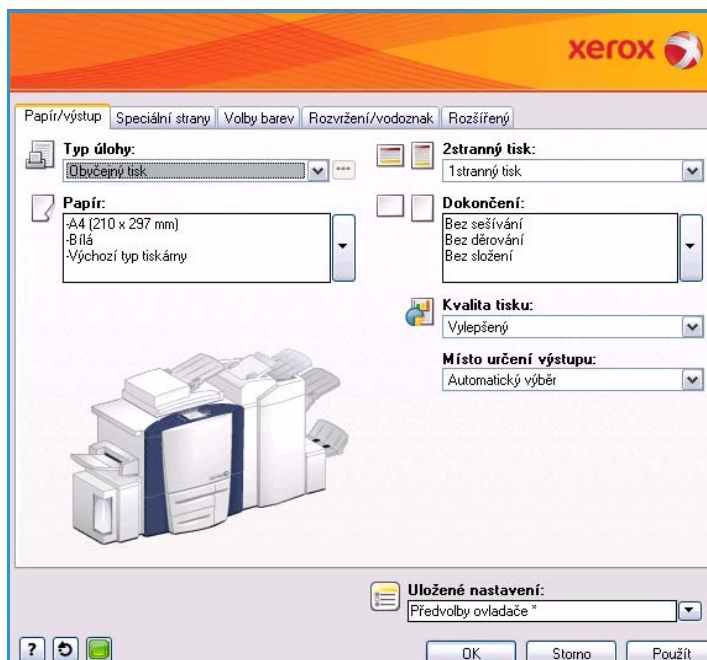 xerox
Papír/výstup Speciální strany Volby barev Rozvržení/vodoznak Rozšířený
Typ úlohy:
Obyčejný tisk
Papír:
-A4 (210 x 297 mm)
-Bílá
-Výchozí typ tiskárny
2stranný tisk:
1stranný tisk
Dokončení:
Bez sešívání
Bez děrování
Bez složení
Kvalita tisku:
Vylepšený
Místo určení výstupu:
Automatický výběr
Uložené nastavení:
Předvolby ovladače *
? OK Storno Použít